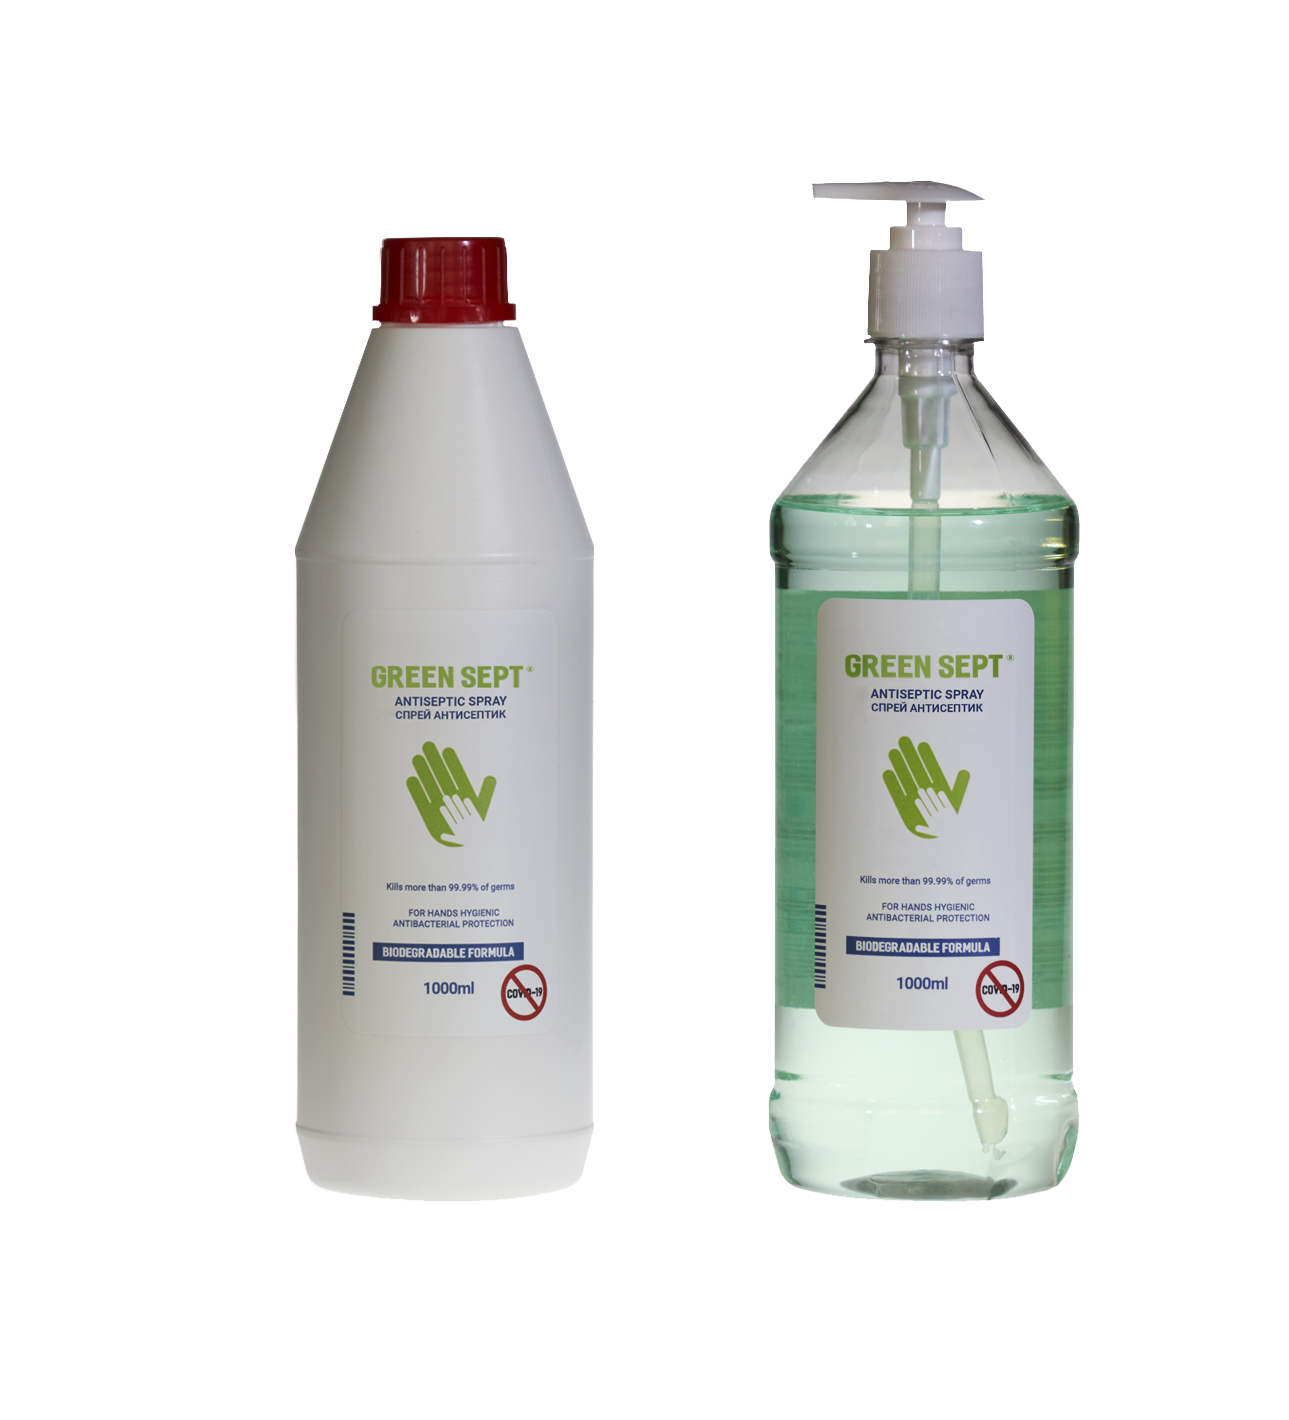 GREEN SEPT®
ANTISEPTIC SPRAY
СПРЕЙ АНТИСЕПТИК
Kills more than 99.99% of germs
FOR HANDS HYGIENIC
ANTIBACTERIAL PROTECTION
BIODEGRADABLE FORMULA
1000ml
COVID-19
GREEN SEPT®
ANTISEPTIC SPRAY
СПРЕЙ АНТИСЕПТИК
Kills more than 99.99% of germs
FOR HANDS HYGIENIC
ANTIBACTERIAL PROTECTION
BIODEGRADABLE FORMULA
1000ml
COVID-19